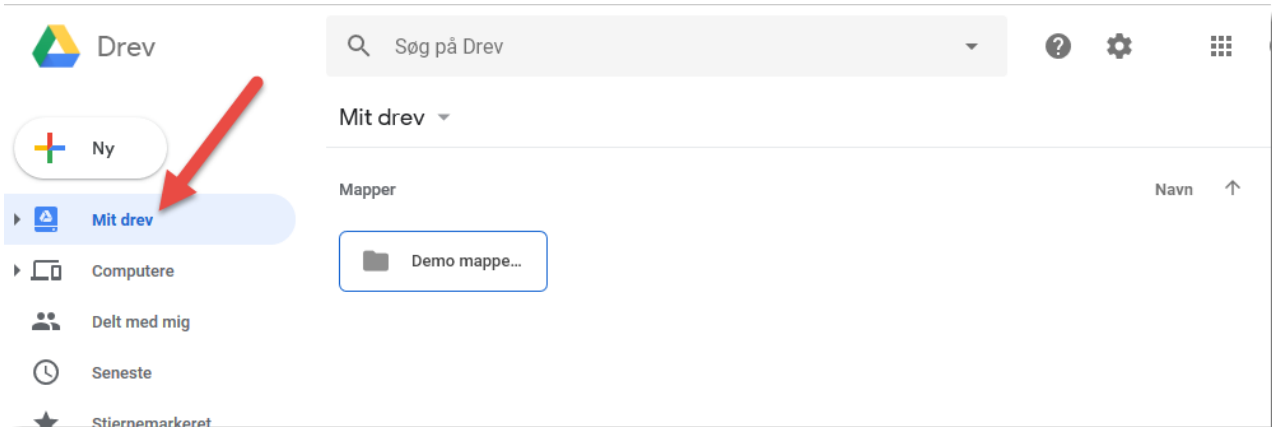 Drev
Søg på Drev
Mit drev
Ny
Mapper
Navn
Mit drev
Demo mappe...
Computere
Delt med mig
Seneste
Stjernemarkeret